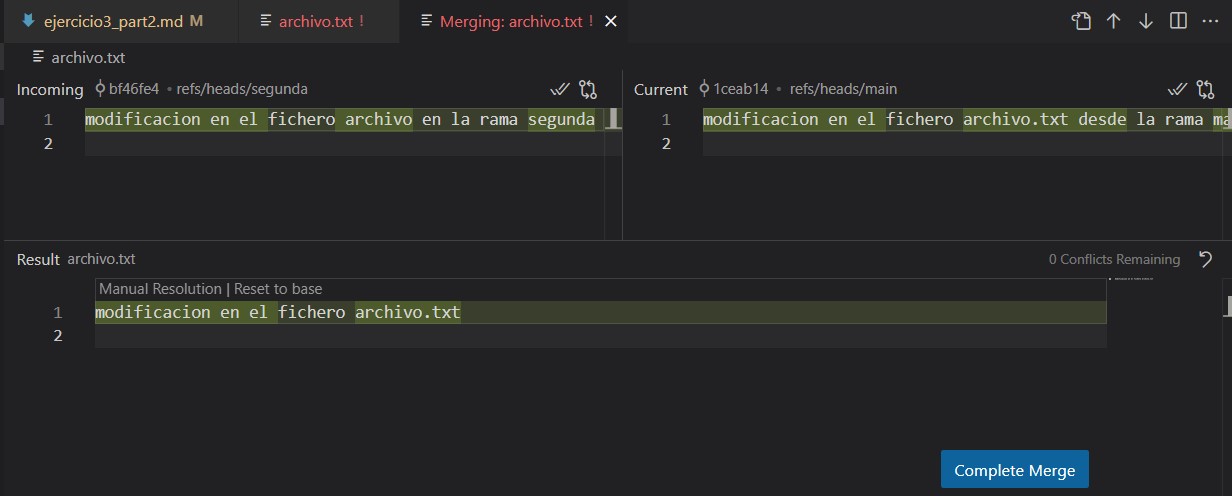 ejercicio3_part2.md M
archivo.txt !
Merging: archivo.txt !
archivo.txt
Incoming bf46fe4 • refs/heads/segunda
1 modificacion en el fichero archivo en la rama segunda
2
Current 1ceab14 • refs/heads/main
1 modificacion en el fichero archivo.txt desde la rama
2
Result archivo.txt
0 Conflicts Remaining
Manual Resolution | Reset to base
1 modificacion en el fichero archivo.txt
2
Complete Merge